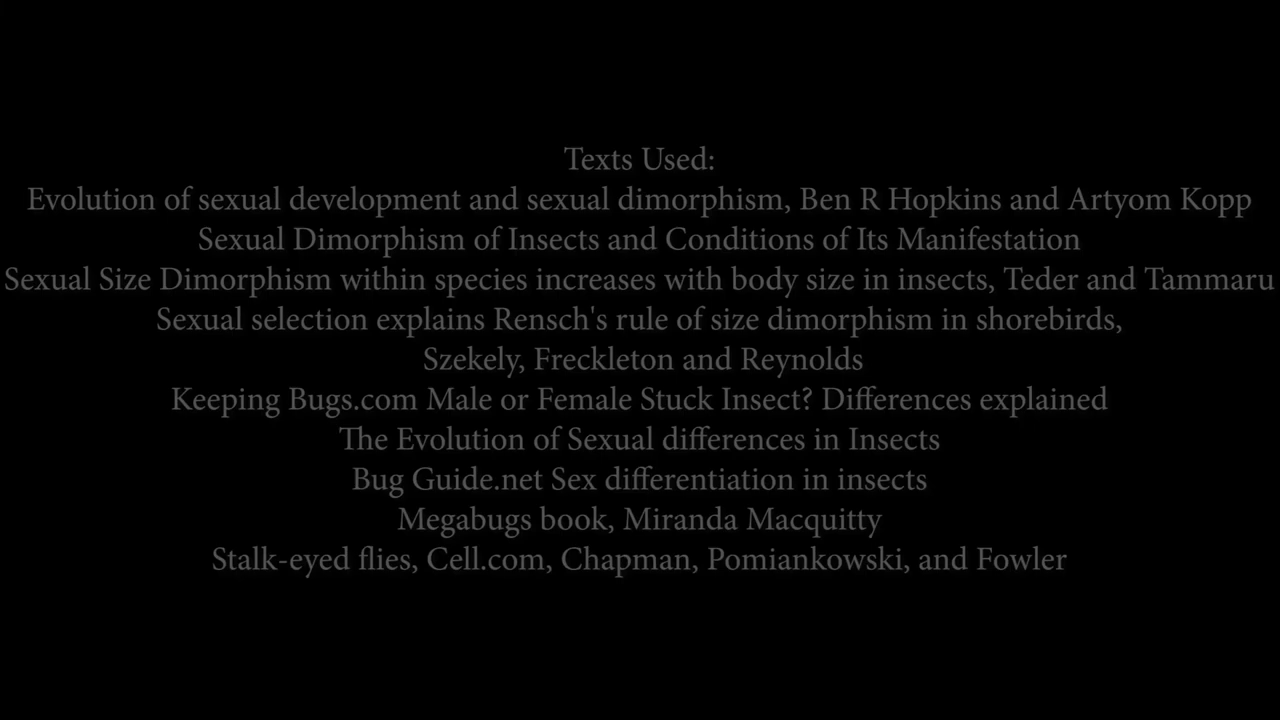 Texts Used:
Evolution of sexual development and sexual dimorphism, Ben R Hopkins and Artyom Kopp
Sexual Dimorphism of Insects and Conditions of Its Manifestation
Sexual Size Dimorphism within species increases with body size in insects, Teder and Tammaru
Sexual selection explains Rensch's rule of size dimorphism in shorebirds,
Szekely, Freckleton and Reynolds
Keeping Bugs.com Male or Female Stuck Insect? Differences explained
The Evolution of Sexual differences in Insects
Bug Guide.net Sex differentiation in insects
Megabugs book, Miranda Macquitty
Stalk-eyed flies, Cell.com, Chapman, Pomiankowski, and Fowler